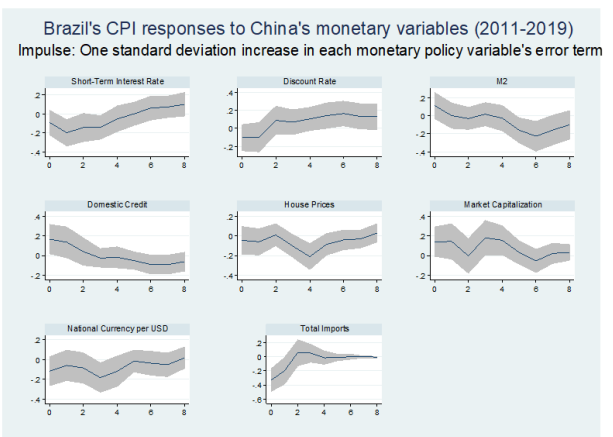 Brazil's CPI responses to China's monetary variables (2011-2019)
Impulse: One standard deviation increase in each monetary policy variable's error term
Short-Term Interest Rate
.2
0
-.2
-.4
0 2 4 6 8
Discount Rate
.4
.2
0
-.2
0 2 4 6 8
M2
.2
0
-.2
-.4
0 2 4 6 8
Domestic Credit
.4
.2
0
-.2
0 2 4 6 8
House Prices
.2
0
-.2
-.4
0 2 4 6 8
Market Capitalization
.4
.2
0
-.2
0 2 4 6 8
National Currency per USD
.2
0
-.2
-.4
0 2 4 6 8
Total Imports
.2
0
-.2
-.4
-.6
0 2 4 6 8